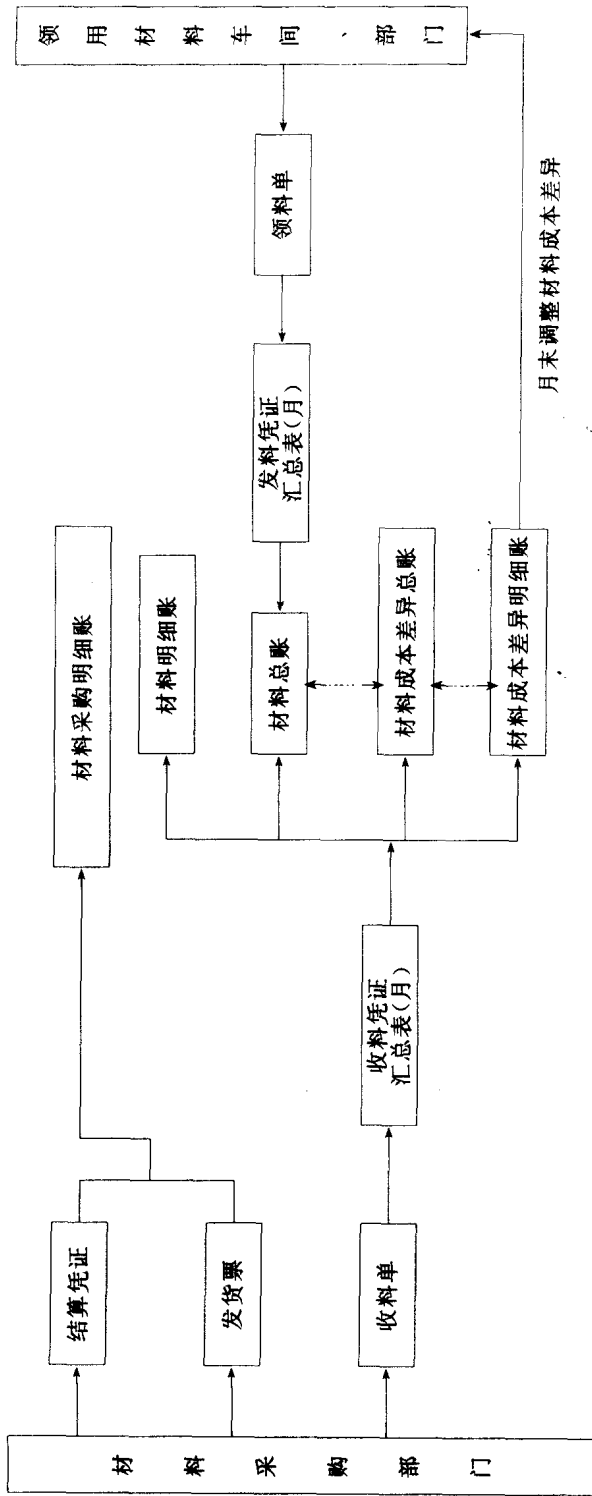 材料采购部门
结算凭证
发货票
收料单
收料凭证
汇总表(月)
材料采购明细账
材料明细账
材料总账
材料成本差异总账
材料成本差异明细账
发料凭证
汇总表(月)
领料单
领用材料车间、部门
月末调整材料成本差异